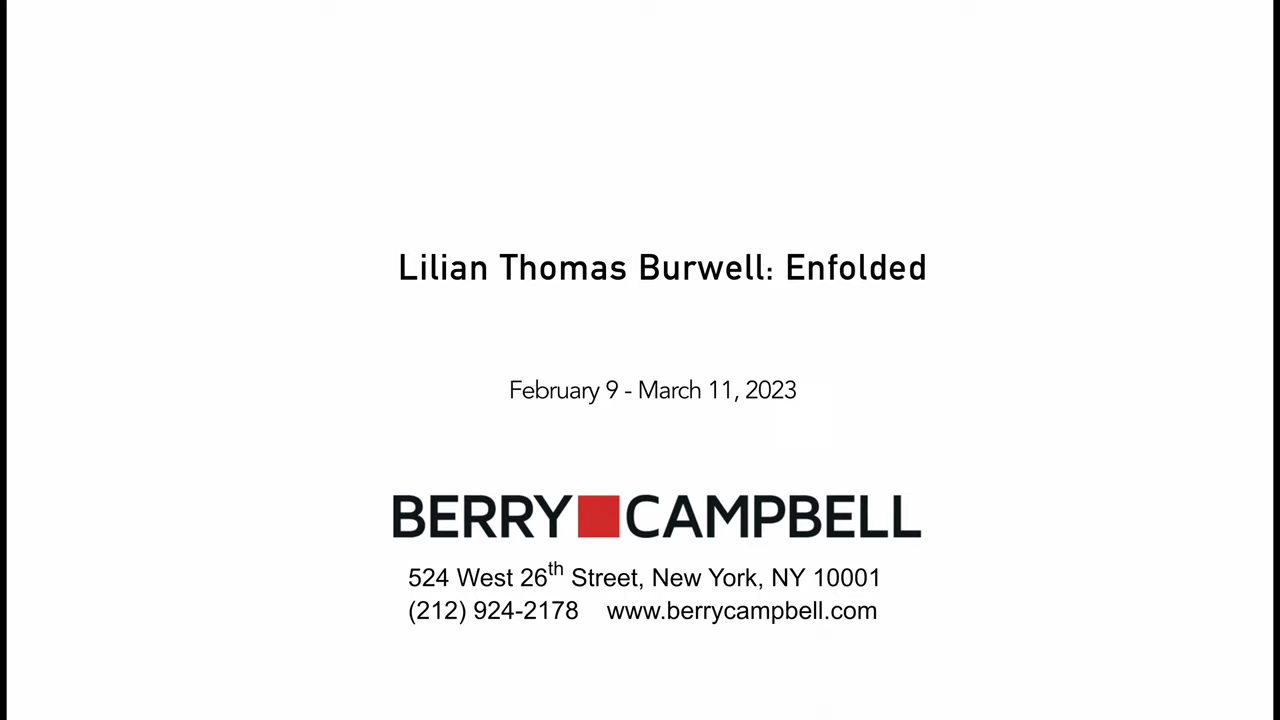 Lilian Thomas Burwell: Enfolded
February 9 - March 11, 2023
BERRY CAMPBELL
524 West 26th Street, New York, NY 10001
(212) 924-2178 www.berrycampbell.com